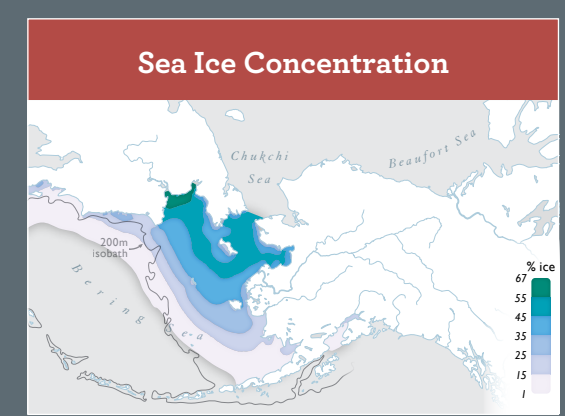 Sea Ice Concentration
Chukchi
Sea
Beaufort Sea
200m
isobath
Bering Sea
% ice
67
55
45
35
25
15
1